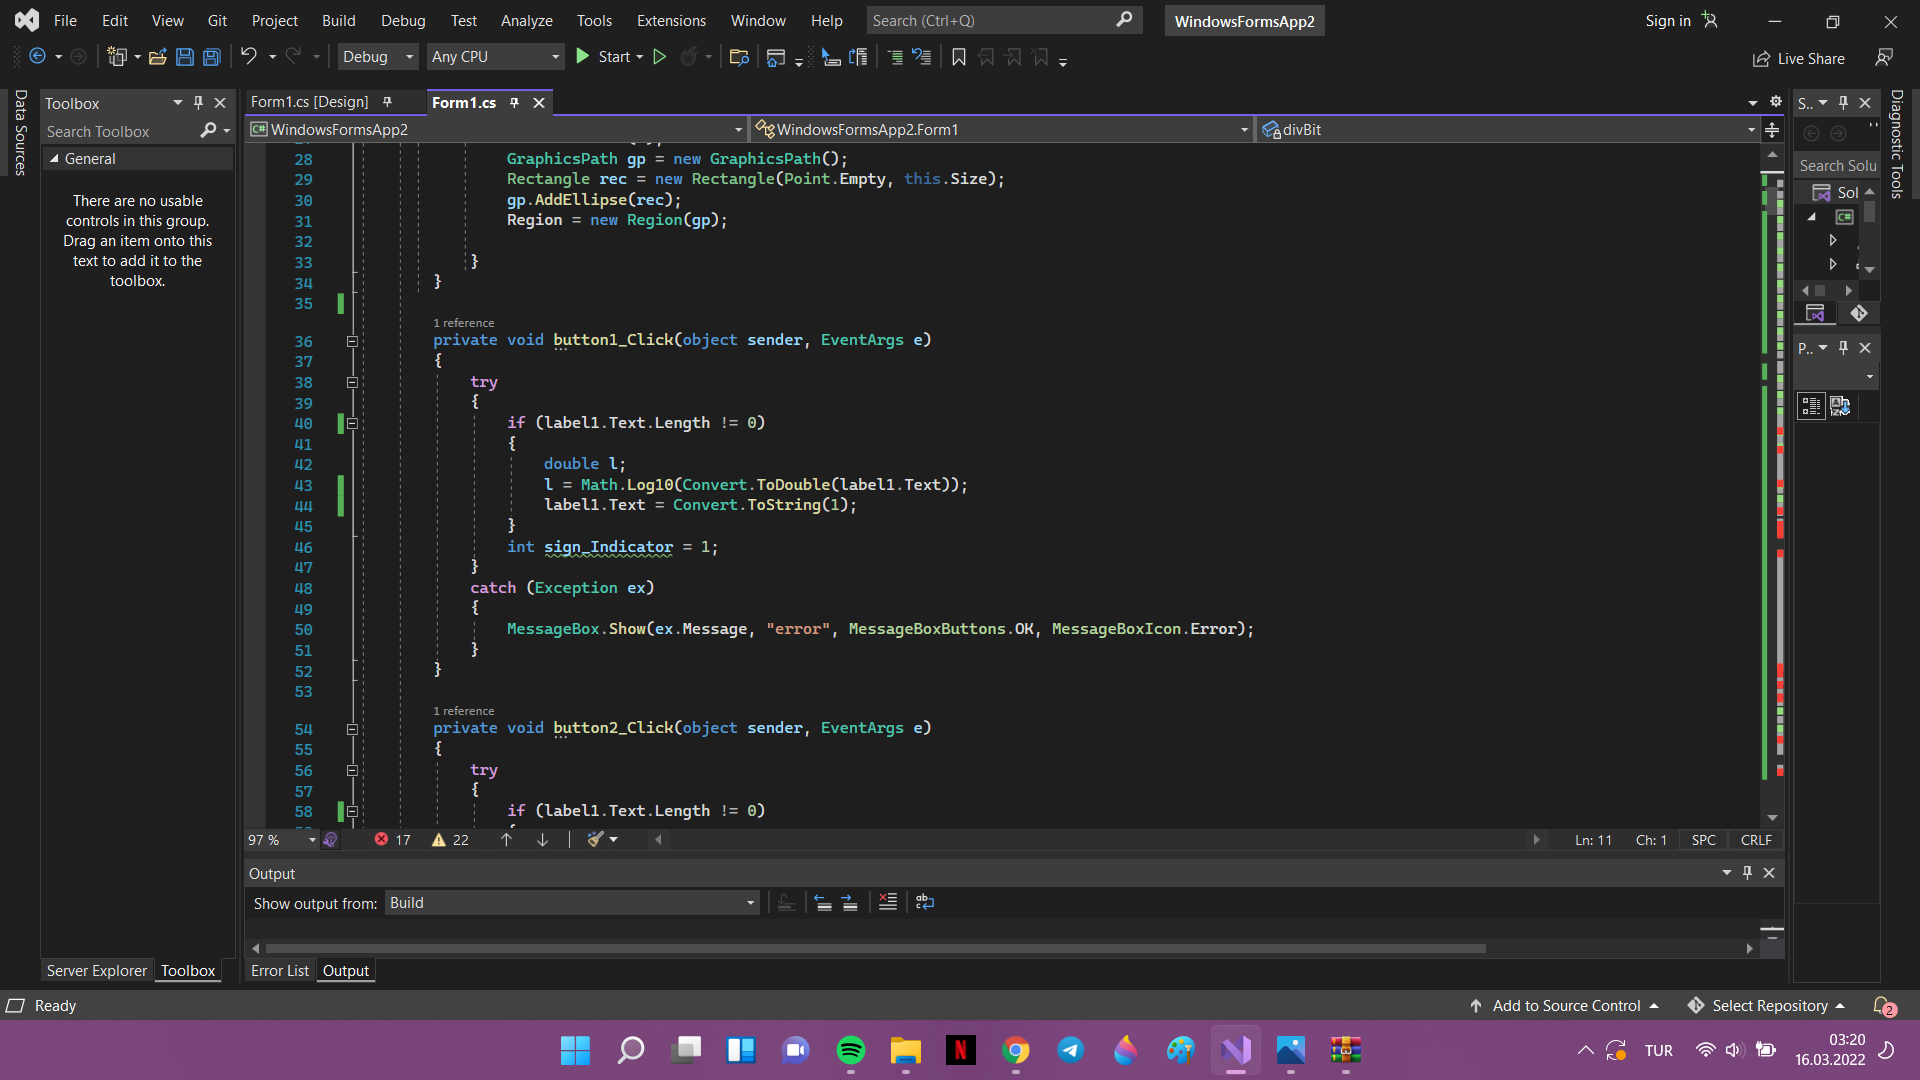 File Edit View Git Project Build Debug Test Analyze Tools Extensions Window Help Search (Ctrl+Q) WindowsFormsApp2 Sign in
Debug Any CPU Start Live Share
Data Sources
Toolbox
Search Toolbox
General
There are no usable
controls in this group.
Drag an item onto this
text to add it to the
toolbox.
Server Explorer Toolbox
Form1.cs [Design] Form1.cs
WindowsFormsApp2 WindowsFormsApp2.Form1 divBit
28 GraphicsPath gp = new GraphicsPath();
29 Rectangle rec = new Rectangle(Point.Empty, this.Size);
30 gp.AddEllipse(rec);
31 Region = new Region(gp);
32
33 }
34 }
35
1 reference
36 private void button1_Click(object sender, EventArgs e)
37 {
38 try
39 {
40 if (label1.Text.Length != 0)
41 {
42 double l;
43 l = Math.Log10(Convert.ToDouble(label1.Text));
44 label1.Text = Convert.ToString(l);
45 }
46 int sign_Indicator = 1;
47 }
48 catch (Exception ex)
49 {
50 MessageBox.Show(ex.Message, "error", MessageBoxButtons.OK, MessageBoxIcon.Error);
51 }
52 }
53
1 reference
54 private void button2_Click(object sender, EventArgs e)
55 {
56 try
57 {
58 if (label1.Text.Length != 0)
97 % 17 22 Ln: 11 Ch: 1 SPC CRLF
Output
Show output from: Build
Error List Output
S..
Search Solu
Sol
P..
Diagnostic Tools
Ready Add to Source Control Select Repository 2
TUR 03:20
16.03.2022